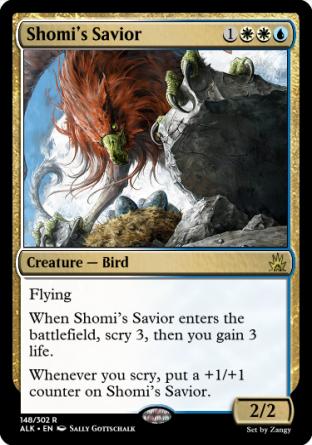 Shomi's Savior 1
Creature — Bird
Flying
When Shomi's Savior enters the
battlefield, scry 3, then you gain 3
life.
Whenever you scry, put a +1/+1
counter on Shomi's Savior.
2/2
148/302 R
ALK • EN Sally Gottschalk
Set by Zangy